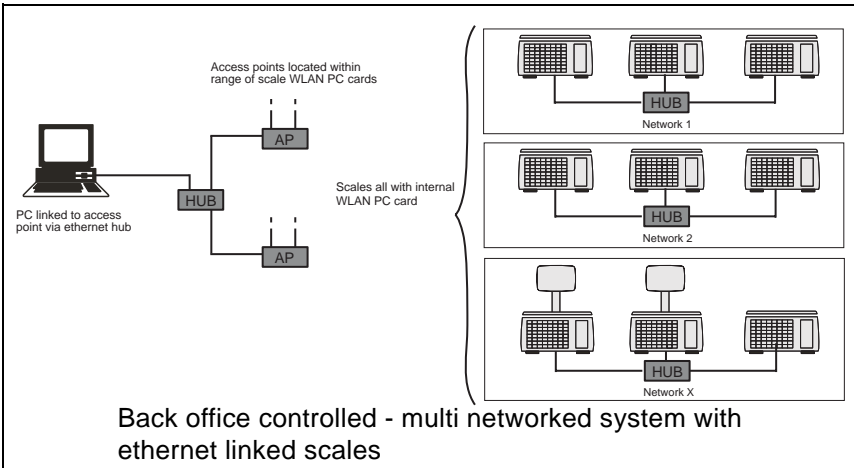 Access points located within
range of scale WLAN PC cards
AP
HUB
PC linked to access
point via ethernet hub
AP
Scales all with internal
WLAN PC card
HUB
Network 1
HUB
Network 2
HUB
Network X
Back office controlled - multi networked system with
ethernet linked scales